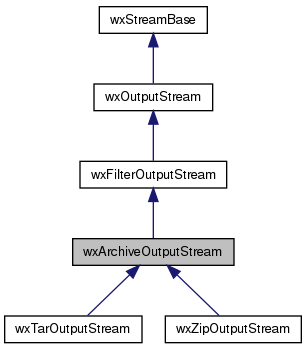 wxStreamBase
wxOutputStream
wxFilterOutputStream
wxArchiveOutputStream
wxTarOutputStream
wxZipOutputStream